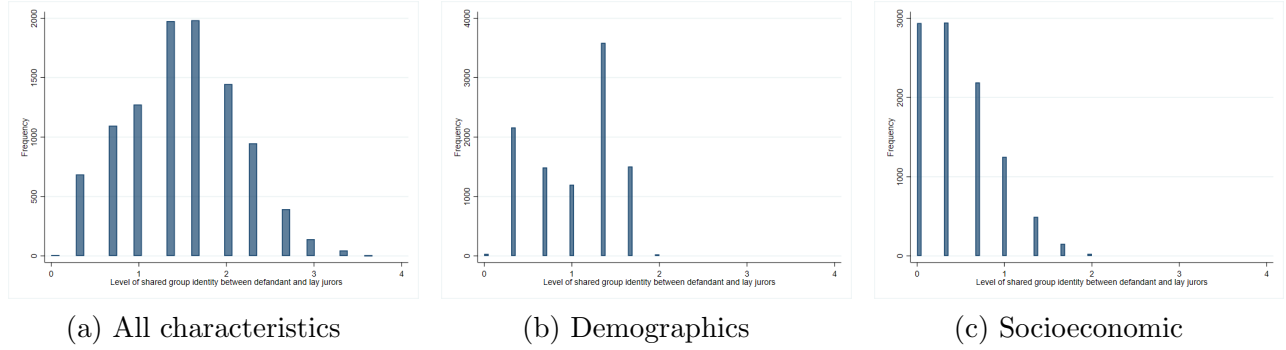 2000
1500
1000
500
0
Frequency
0 1 2 3 4
Level of shared group identity between defandant and lay jurors
(a) All characteristics
4000
3000
2000
1000
0
Frequency
0 1 2 3 4
Level of shared group identity between defandant and lay jurors
(b) Demographics
3000
2000
1000
0
Frequency
0 1 2 3 4
Level of shared group identity between defandant and lay jurors
(c) Socioeconomic